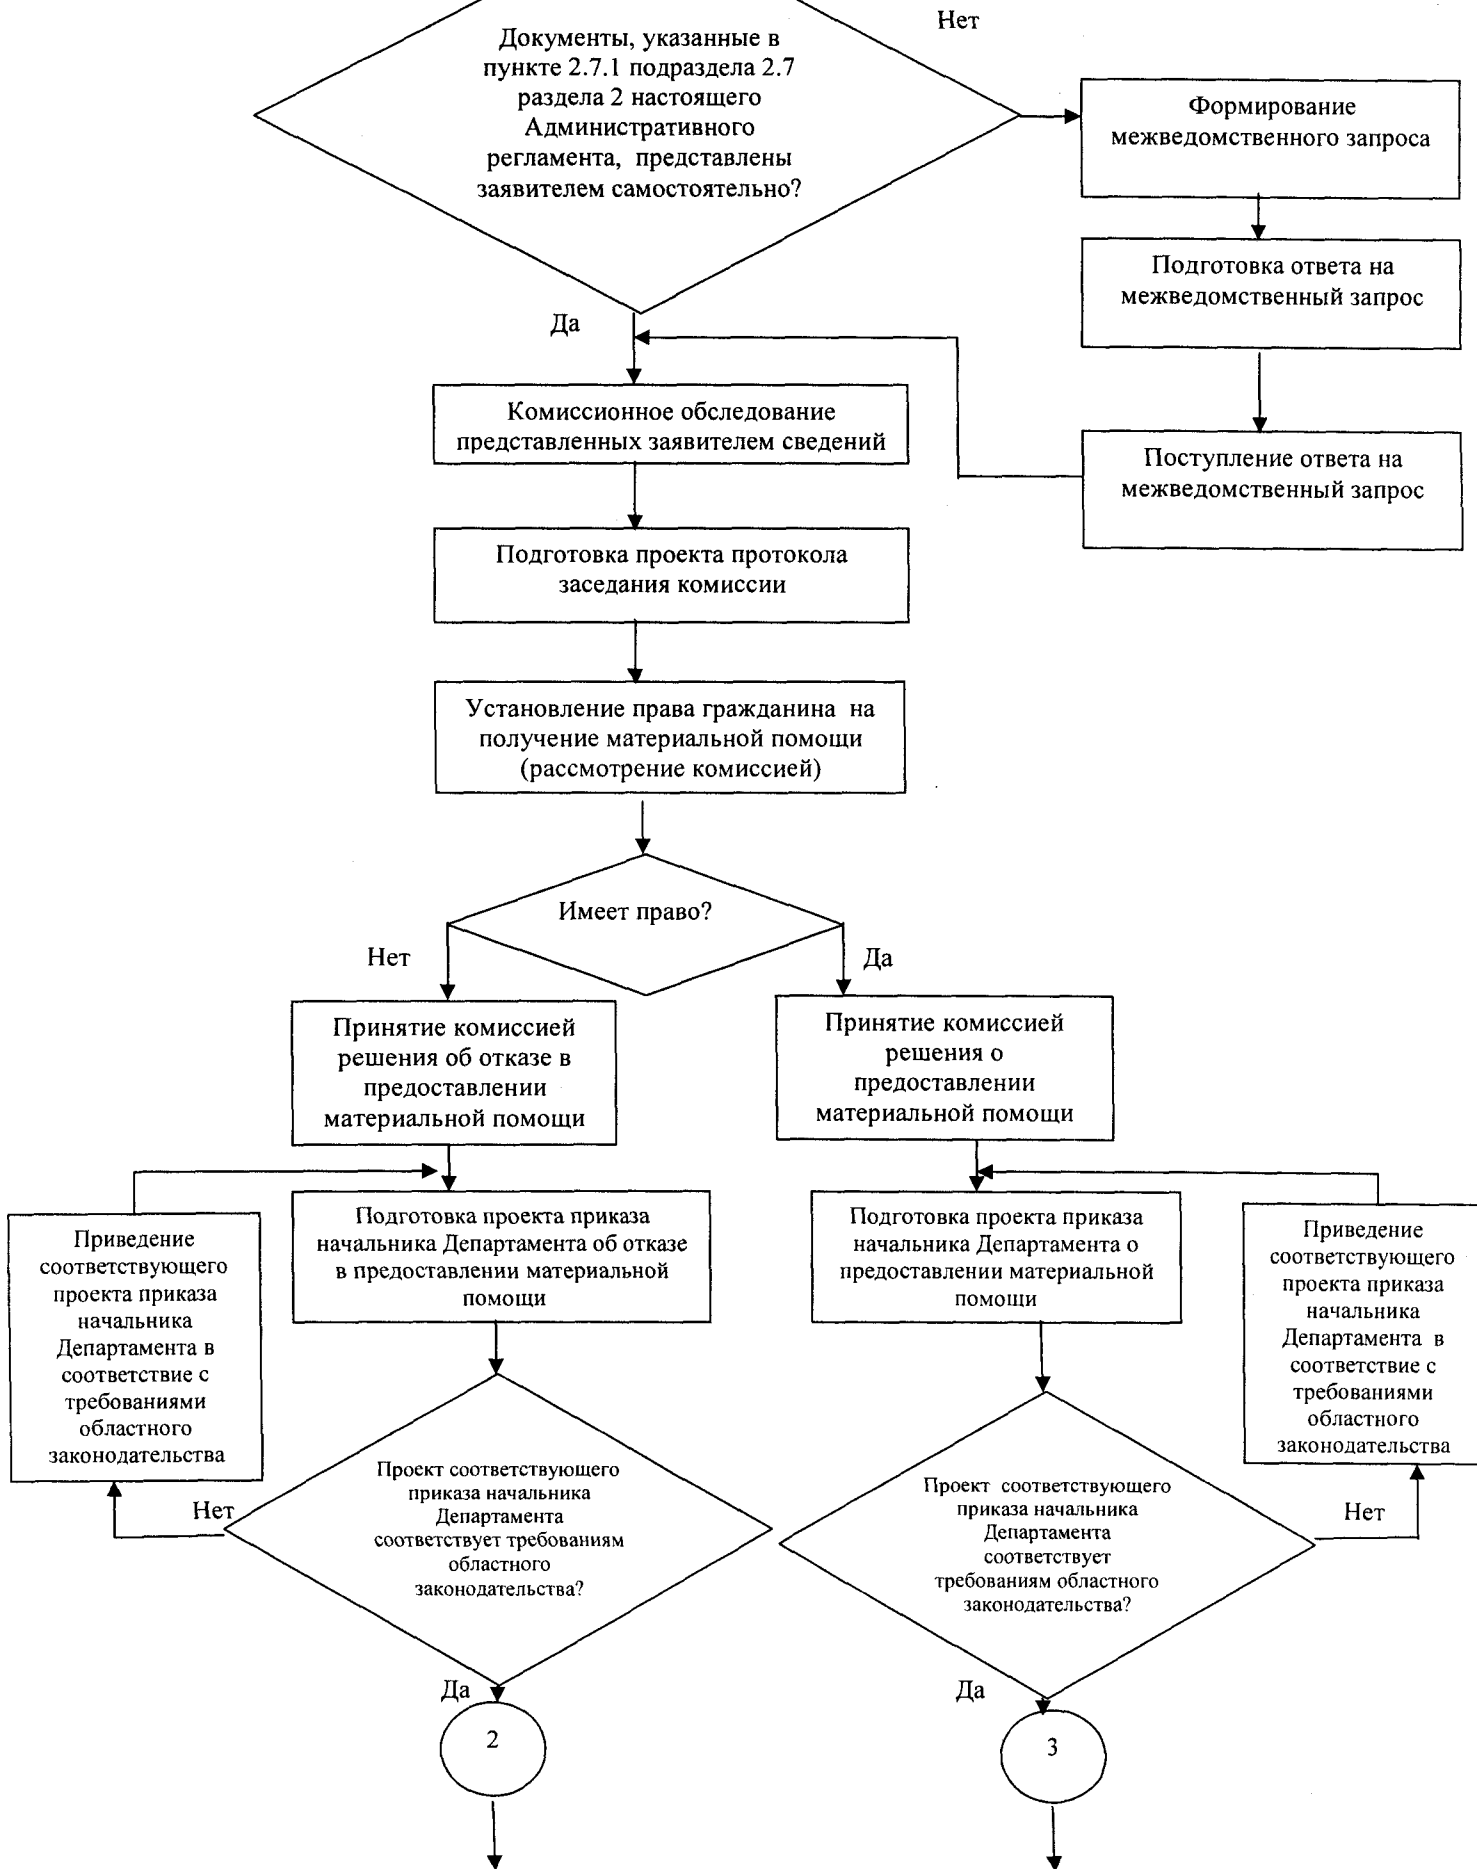 Нет
Документы, указанные в
пункте 2.7.1 подраздела 2.7
раздела 2 настоящего
Административного
регламента, представлены
заявителем самостоятельно?
Формирование
межведомственного запроса
Подготовка ответа на
межведомственный запрос
Да
Комиссионное обследование
представленных заявителем сведений
Поступление ответа на
межведомственный запрос
Подготовка проекта протокола
заседания комиссии
Установление права гражданина на
получение материальной помощи
(рассмотрение комиссией)
Имеет право?
Нет
Да
Принятие комиссией
решения об отказе в
предоставлении
материальной помощи
Принятие комиссией
решения о
предоставлении
материальной помощи
Приведение
соответствующего
проекта приказа
начальника
Департамента в
соответствие с
требованиями
областного
законодательства
Подготовка проекта приказа
начальника Департамента об отказе
в предоставлении материальной
помощи
Подготовка проекта приказа
начальника Департамента о
предоставлении материальной
помощи
Приведение
соответствующего
проекта приказа
начальника
Департамента в
соответствие с
требованиями
областного
законодательства
Нет
Проект соответствующего
приказа начальника
Департамента
соответствует требованиям
областного
законодательства?
Проект соответствующего
приказа начальника
Департамента
соответствует
требованиям областного
законодательства?
Нет
Да
Да
2
3